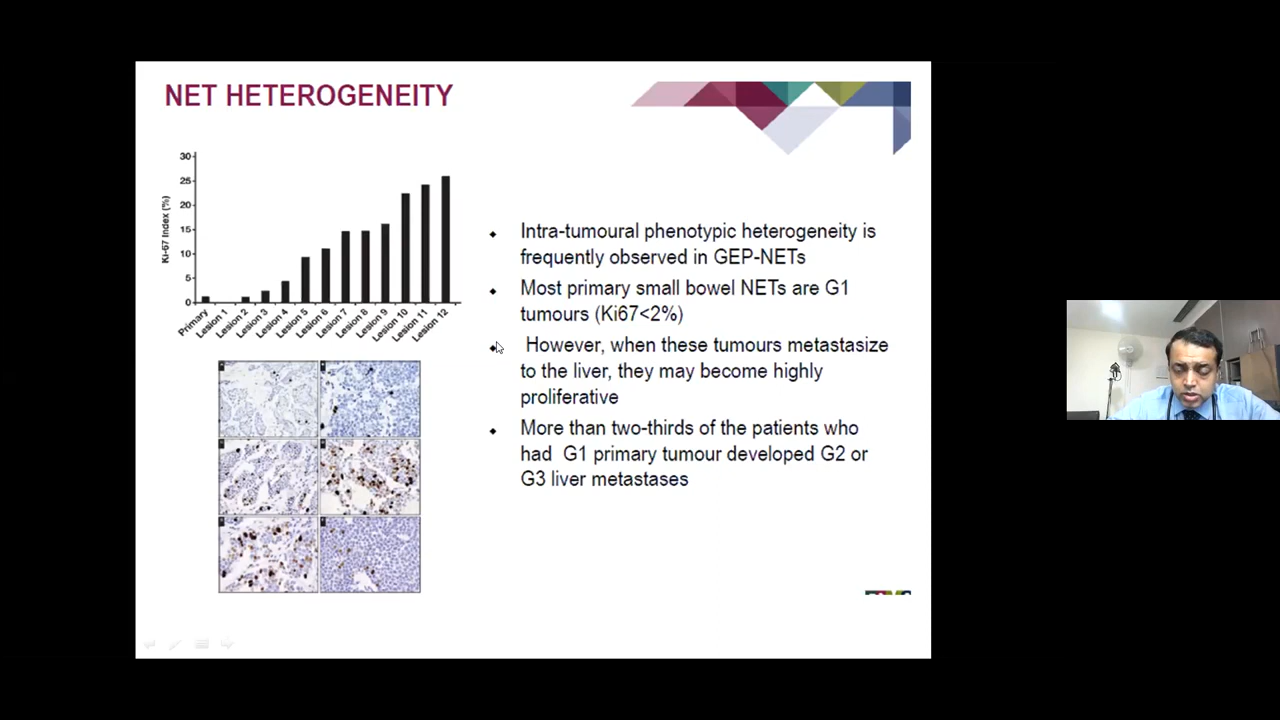 NET HETEROGENEITY
30
25
20
15
10
5
0
Ki-67 Index (%)
Primary
Lesion 1
Lesion 2
Lesion 3
Lesion 4
Lesion 5
Lesion 6
Lesion 7
Lesion 8
Lesion 9
Lesion 10
Lesion 11
Lesion 12
Intra-tumoural phenotypic heterogeneity is
frequently observed in GEP-NETs
Most primary small bowel NETs are G1
tumours (Ki67<2%)
However, when these tumours metastasize
to the liver, they may become highly
proliferative
More than two-thirds of the patients who
had G1 primary tumour developed G2 or
G3 liver metastases